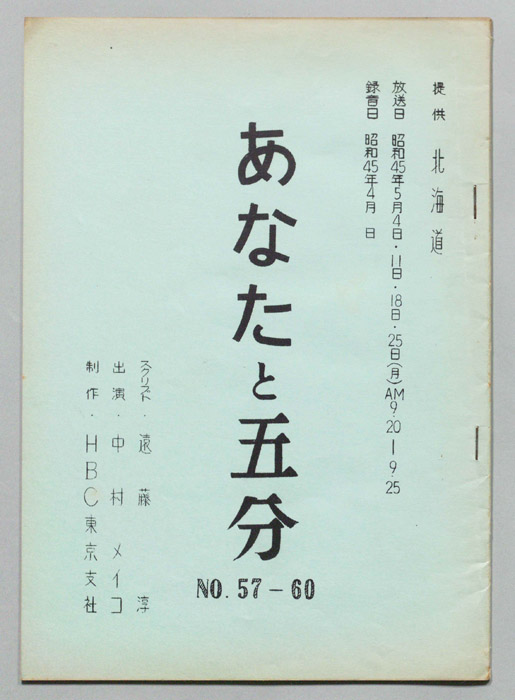 提供 北海道
放送日 昭和45年5月4日・11日・18日・25日(月)AM9.20―9.25
録音日 昭和45年4月 日
あなたと五分
NO.57－60
スクリプト・遠藤 淳
出演・中村メイコ
制作・HBC東京支社